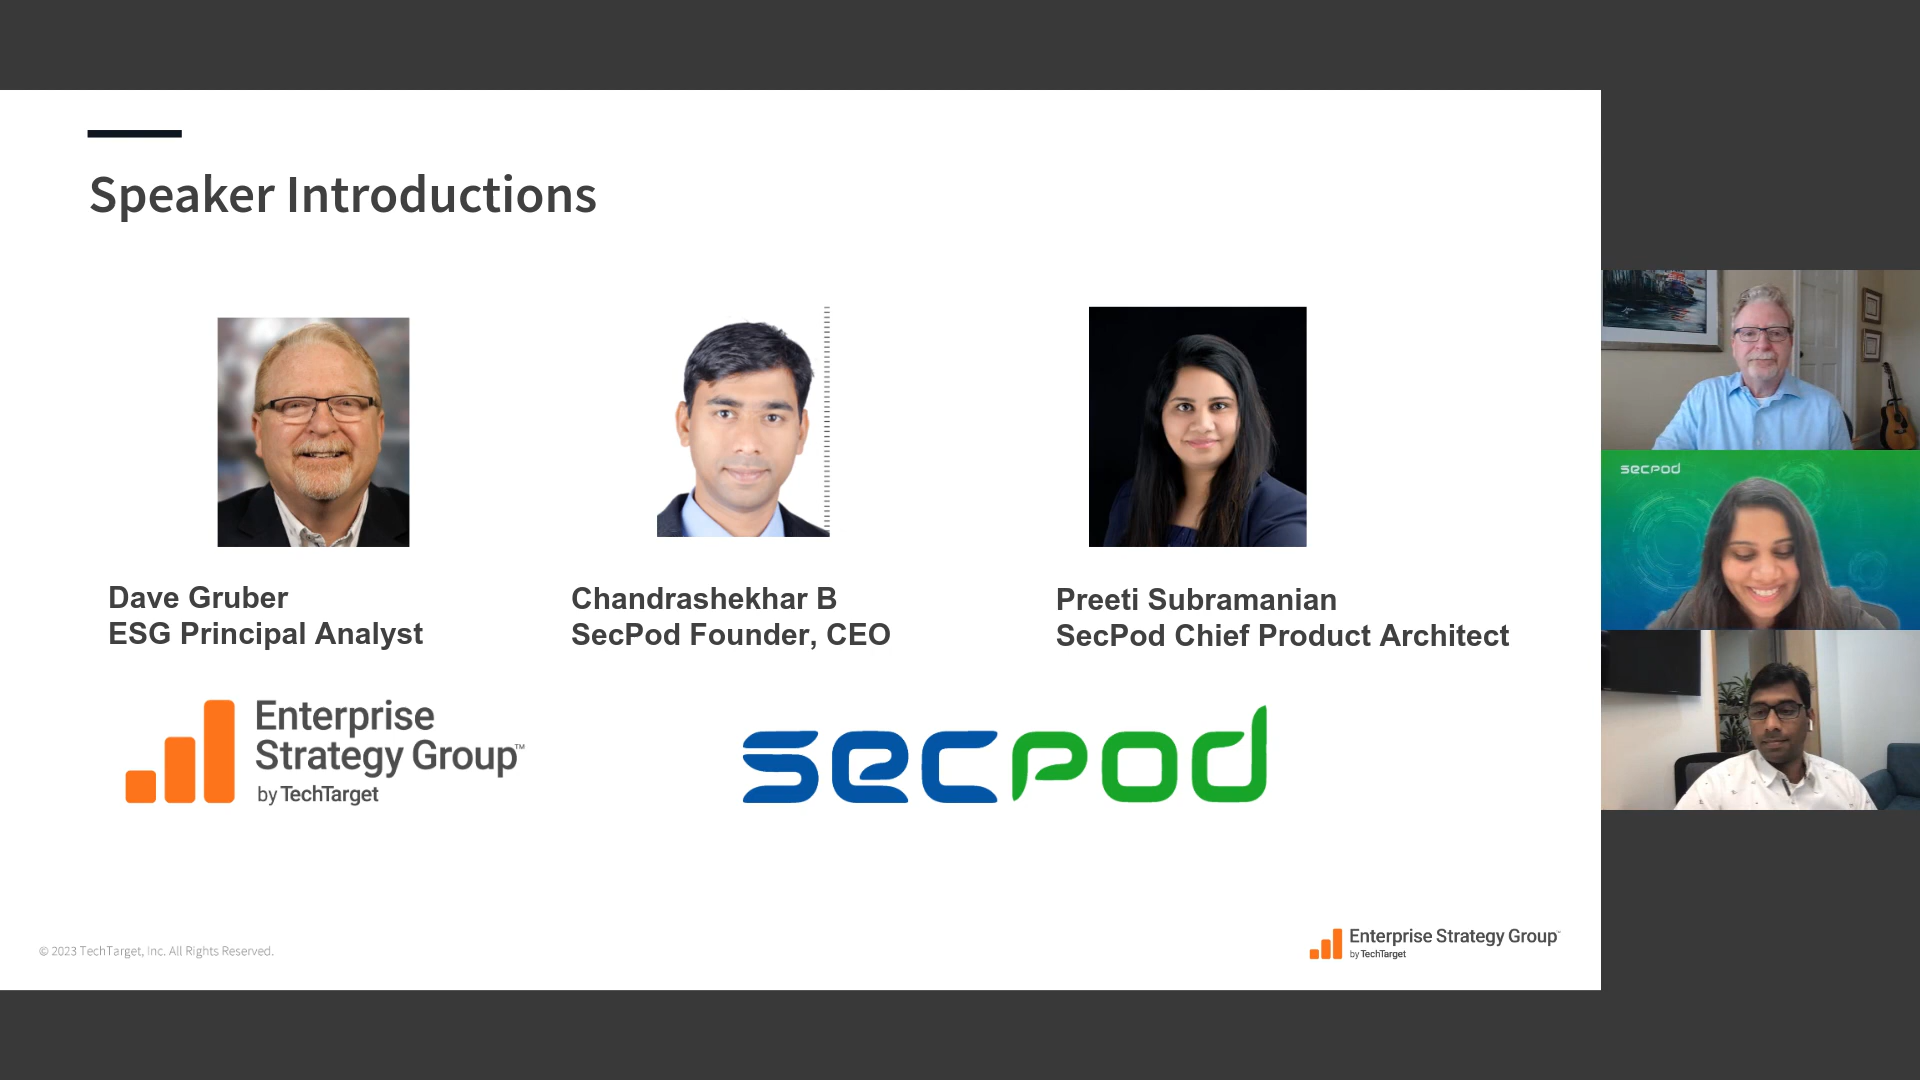 Speaker Introductions
Dave Gruber
ESG Principal Analyst
Chandrashekhar B
SecPod Founder, CEO
Preeti Subramanian
SecPod Chief Product Architect
Enterprise
Strategy Group™
by TechTarget
secpod
© 2023 TechTarget, Inc. All Rights Reserved.
Enterprise Strategy Group™
by TechTarget
secpod